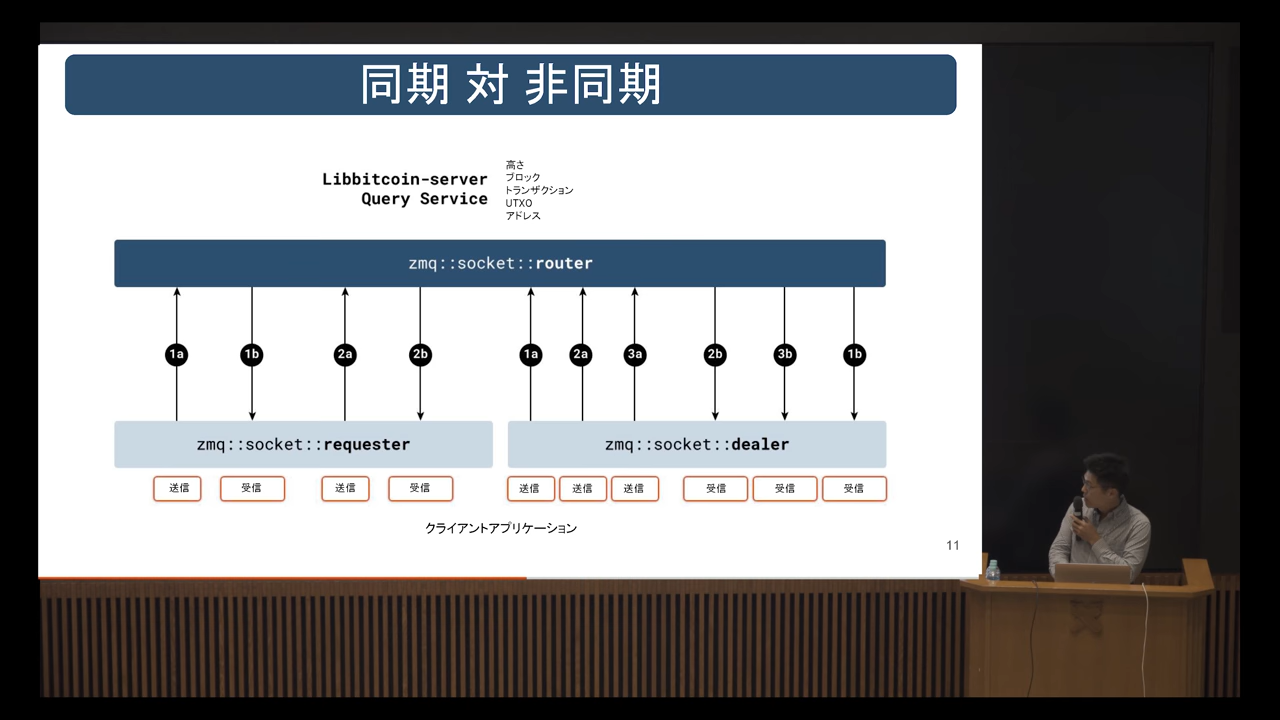 同期 対 非同期
Libbitcoin-server
Query Service
高さ
ブロック
トランザクション
UTXO
アドレス
zmq::socket::router
1a 1b 2a 2b 1a 2a 3a 2b 3b 1b
zmq::socket::requester
zmq::socket::dealer
送信 受信 送信 受信 送信 送信 送信 受信 受信 受信
クライアントアプリケーション
11